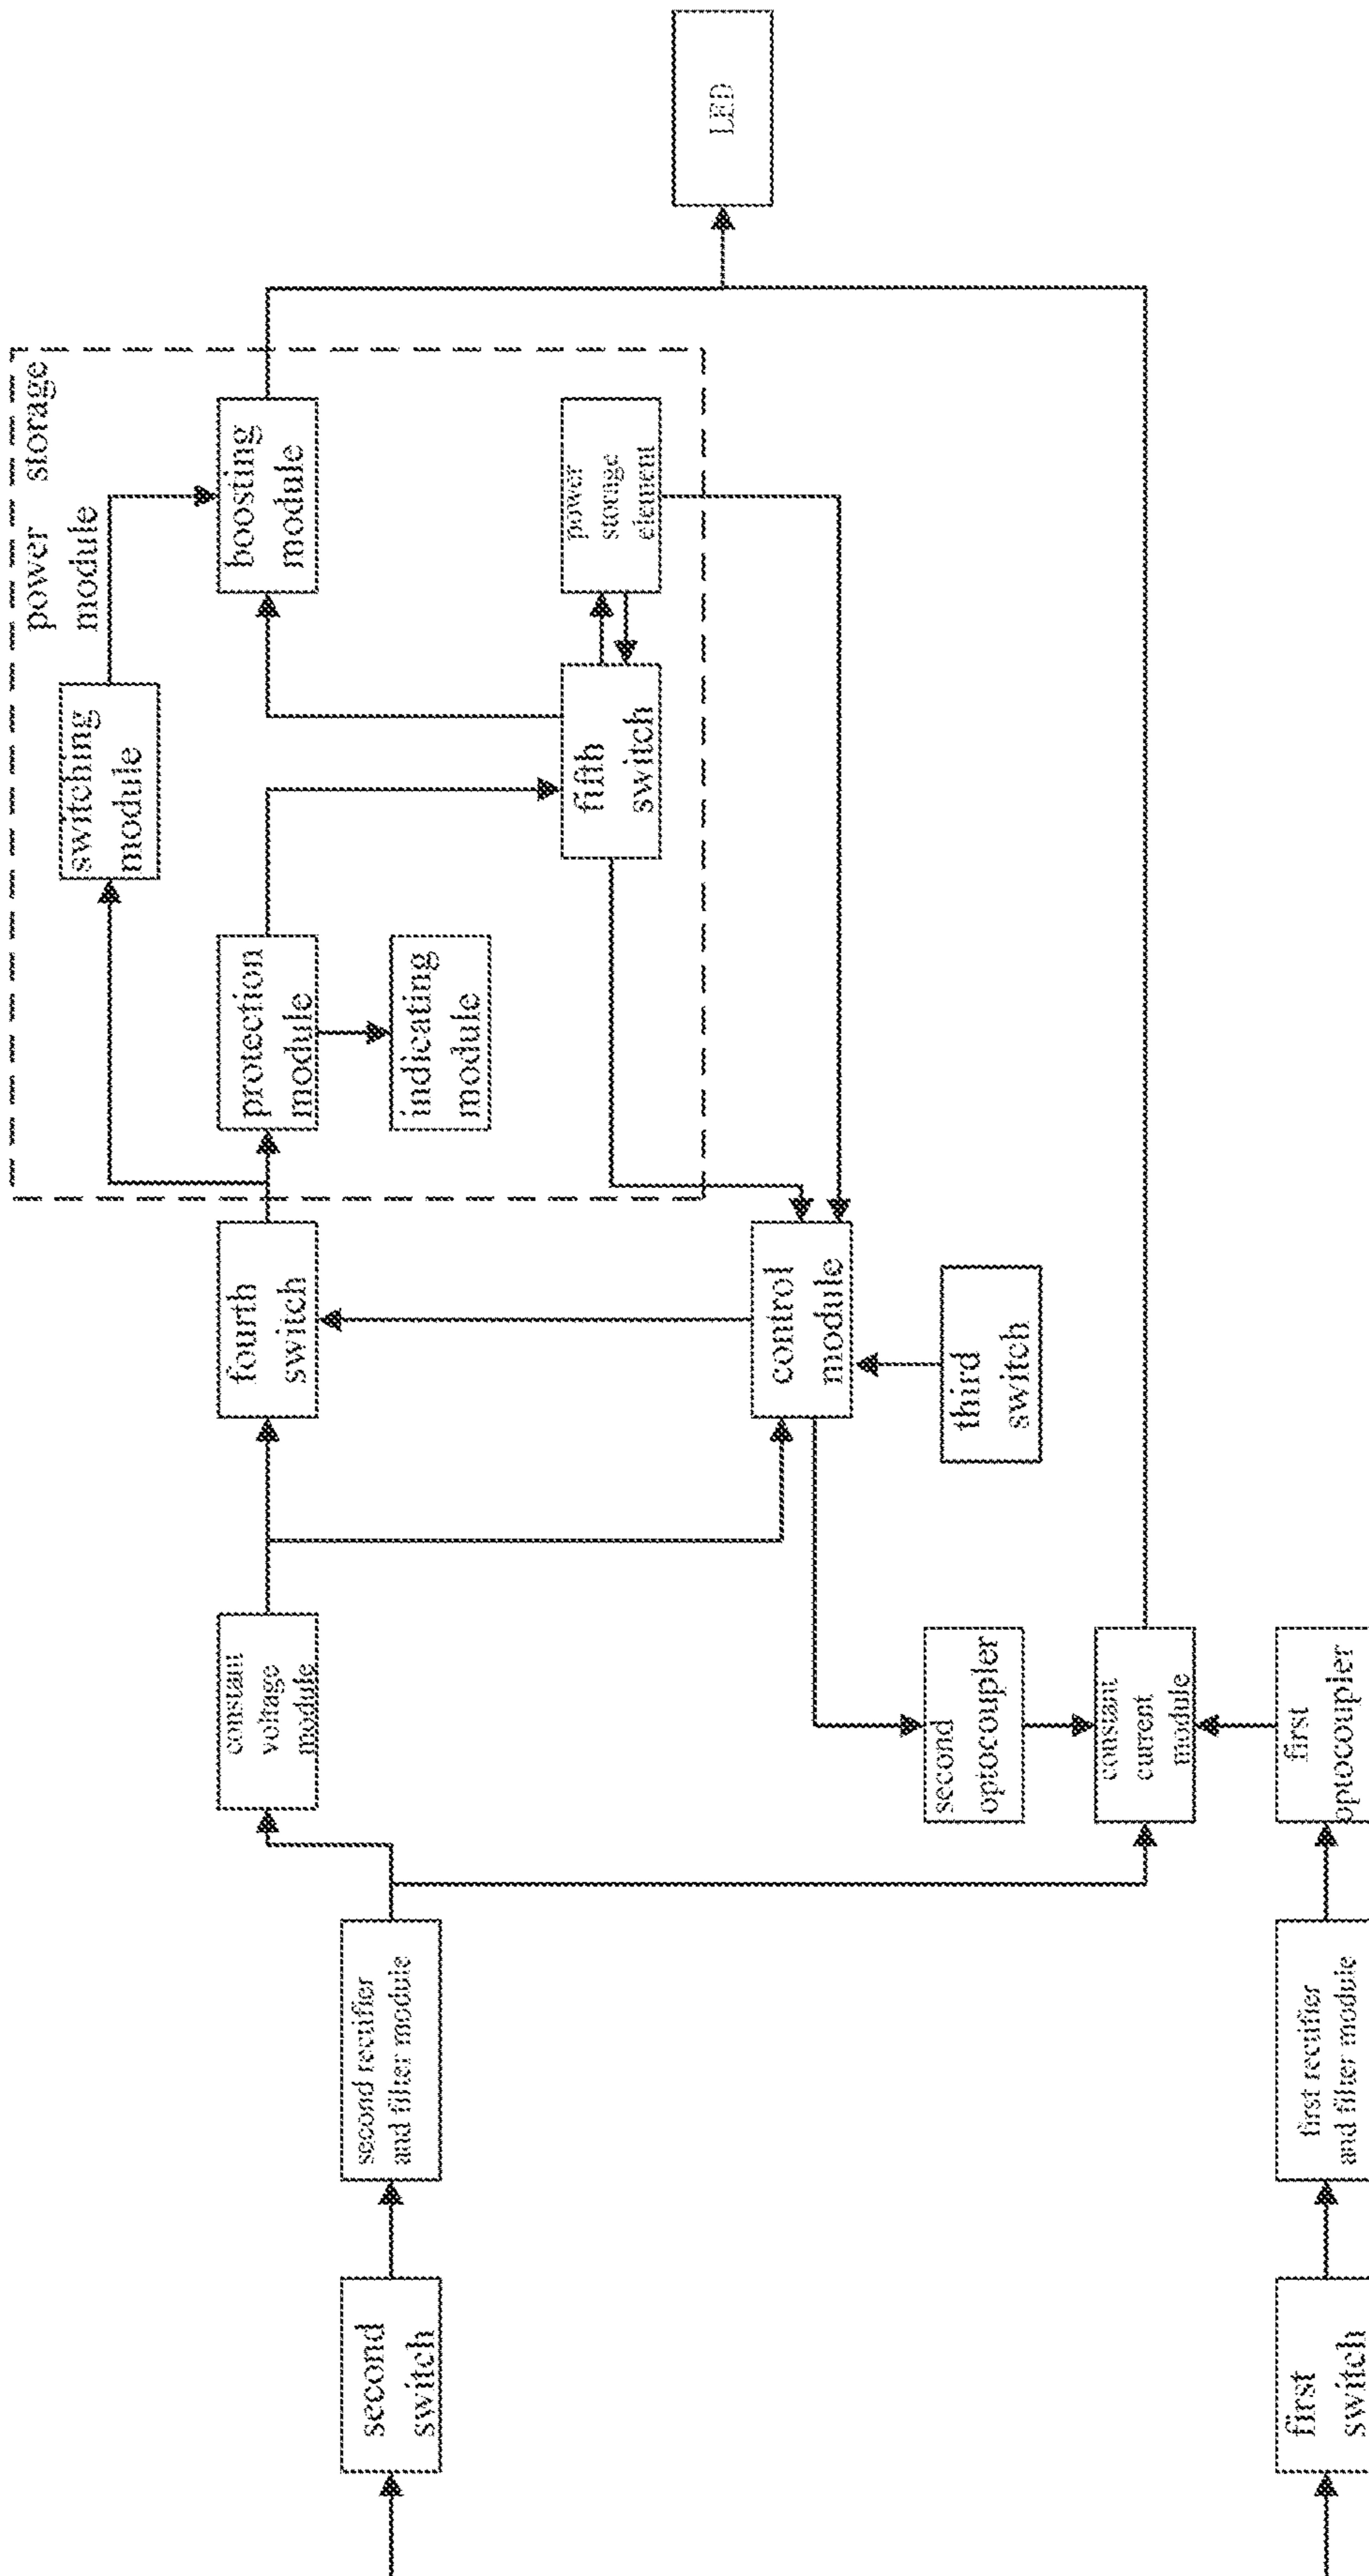 power storage
module
switching
module
boosting
module
LED
protection
module
indicating
module
fifth
switch
power
storage
element
fourth
switch
control
module
third
switch
constant
voltage
module
second
optocoupler
constant
current
module
first
optocoupler
second rectifier
and filter module
first rectifier
and filter module
second
switch
first
switch